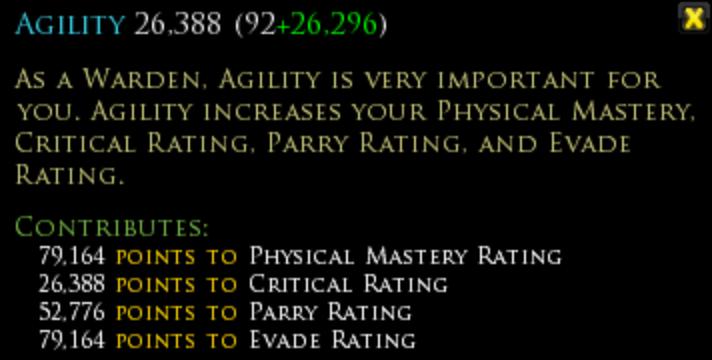 Agility 26,388 (92+26,296)
As a Warden, Agility is very important for
you. Agility increases your Physical Mastery,
Critical Rating, Parry Rating, and Evade
Rating.
Contributes:
79,164 points to Physical Mastery Rating
26,388 points to Critical Rating
52,776 points to Parry Rating
79,164 points to Evade Rating